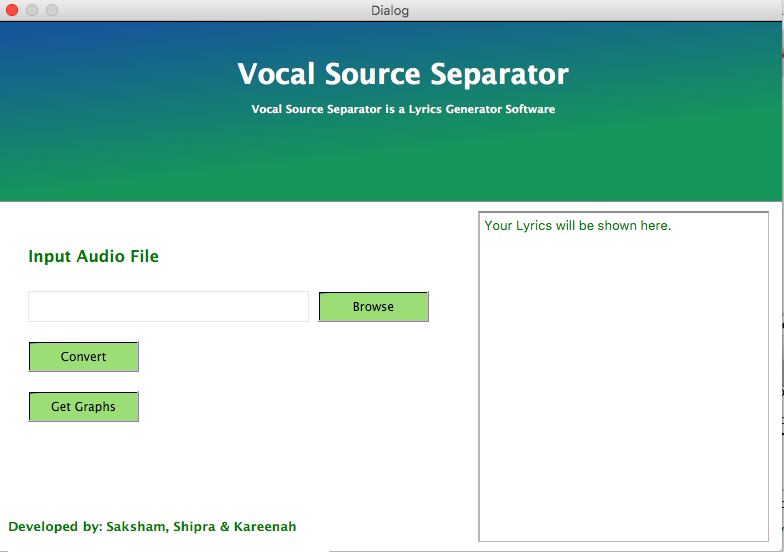 Dialog
Vocal Source Separator
Vocal Source Separator is a Lyrics Generator Software
Input Audio File
Browse
Convert
Get Graphs
Your Lyrics will be shown here.
Developed by: Saksham, Shipra & Kareenah